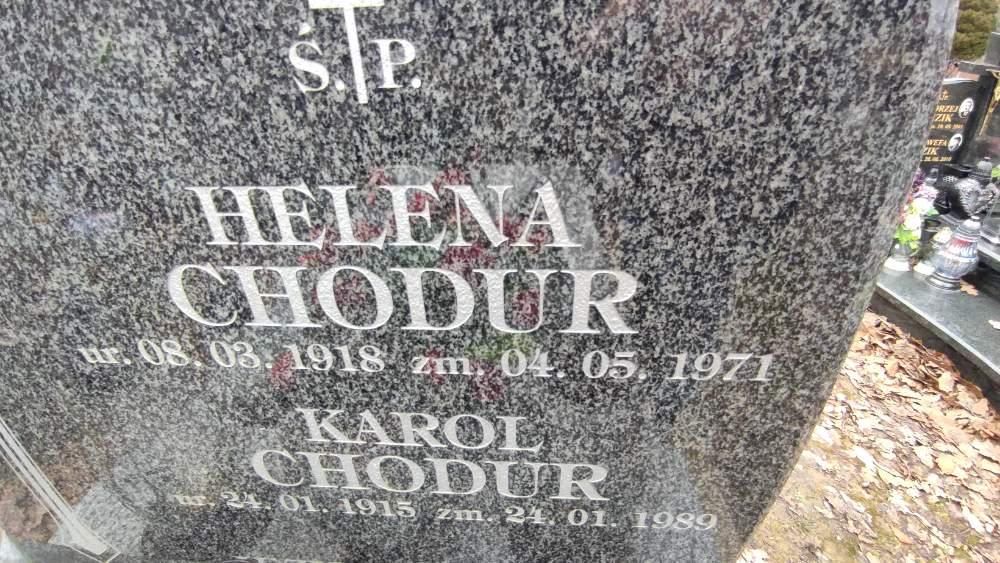 Ś. P.
HELENA
CHODUR
ur. 08. 03. 1918 zm. 04. 05. 1971
KAROL
CHODUR
ur. 24. 01. 1915 zm. 24. 01. 1989